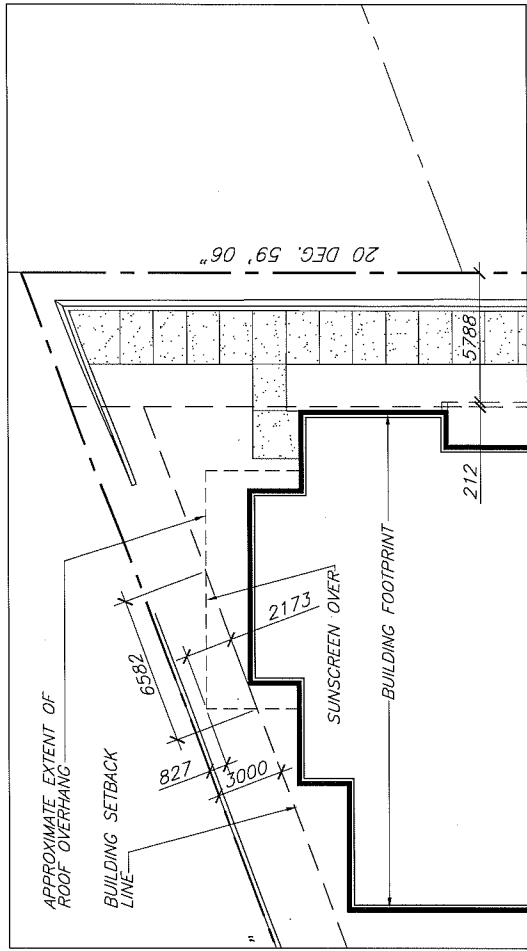 APPROXIMATE EXTENT OF
ROOF OVERHANG
BUILDING SETBACK
LINE
6582
827
3000
2173
SUNSCREEN OVER
BUILDING FOOTPRINT
20 DEG. 59' 06"
5788
212
"